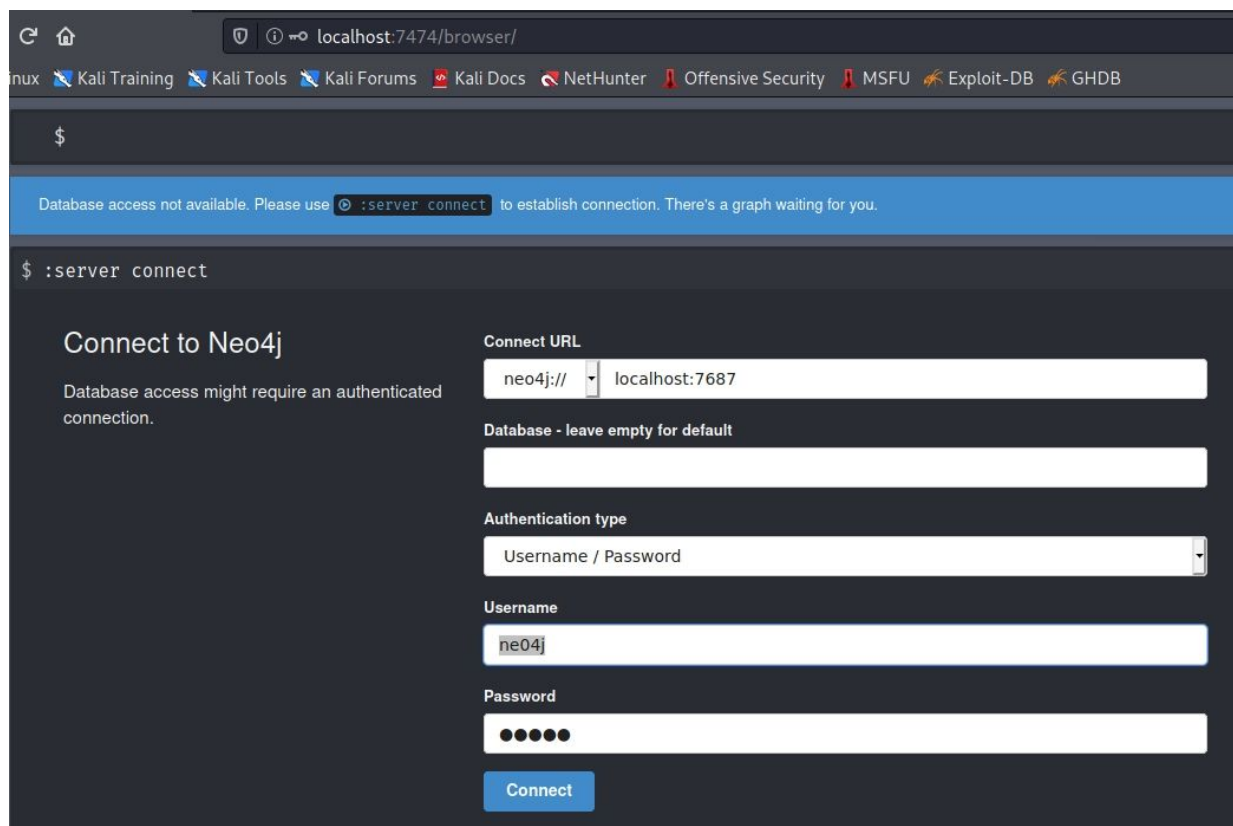 localhost:7474/browser/
inux Kali Training Kali Tools Kali Forums Kali Docs NetHunter Offensive Security MSFU Exploit-DB GHDB
$
Database access not available. Please use :server connect to establish connection. There's a graph waiting for you.
$ :server connect
Connect to Neo4j
Database access might require an authenticated
connection.
Connect URL
neo4j:// localhost:7687
Database - leave empty for default
Authentication type
Username / Password
Username
ne04j
Password
●●●●●
Connect